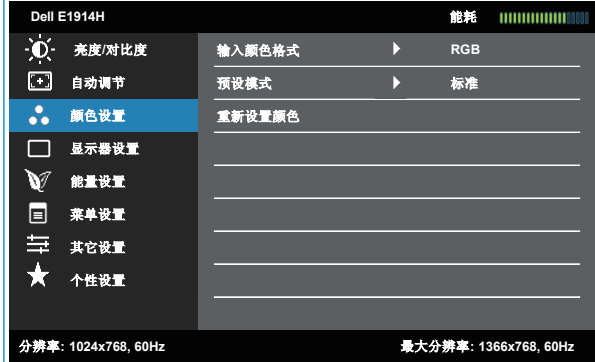 Dell E1914H 能耗
亮度/对比度 输入颜色格式 RGB
自动调节 预设模式 标准
颜色设置 重新设置颜色
显示器设置
能量设置
菜单设置
其它设置
个性设置
分辨率: 1024x768, 60Hz 最大分辨率: 1366x768, 60Hz